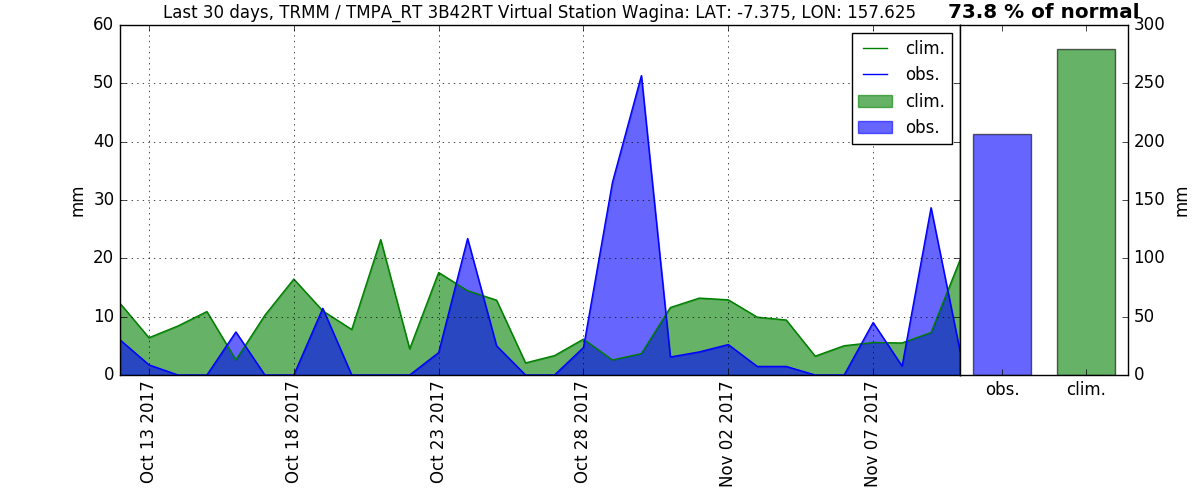 Last 30 days, TRMM / TMPA_RT 3B42RT Virtual Station Wagina: LAT: -7.375, LON: 157.625
73.8 % of normal
60
50
40
30
20
10
0
mm
clim.
obs.
clim.
obs.
Oct 13 2017
Oct 18 2017
Oct 23 2017
Oct 28 2017
Nov 02 2017
Nov 07 2017
300
250
200
150
100
50
0
mm
obs.
clim.